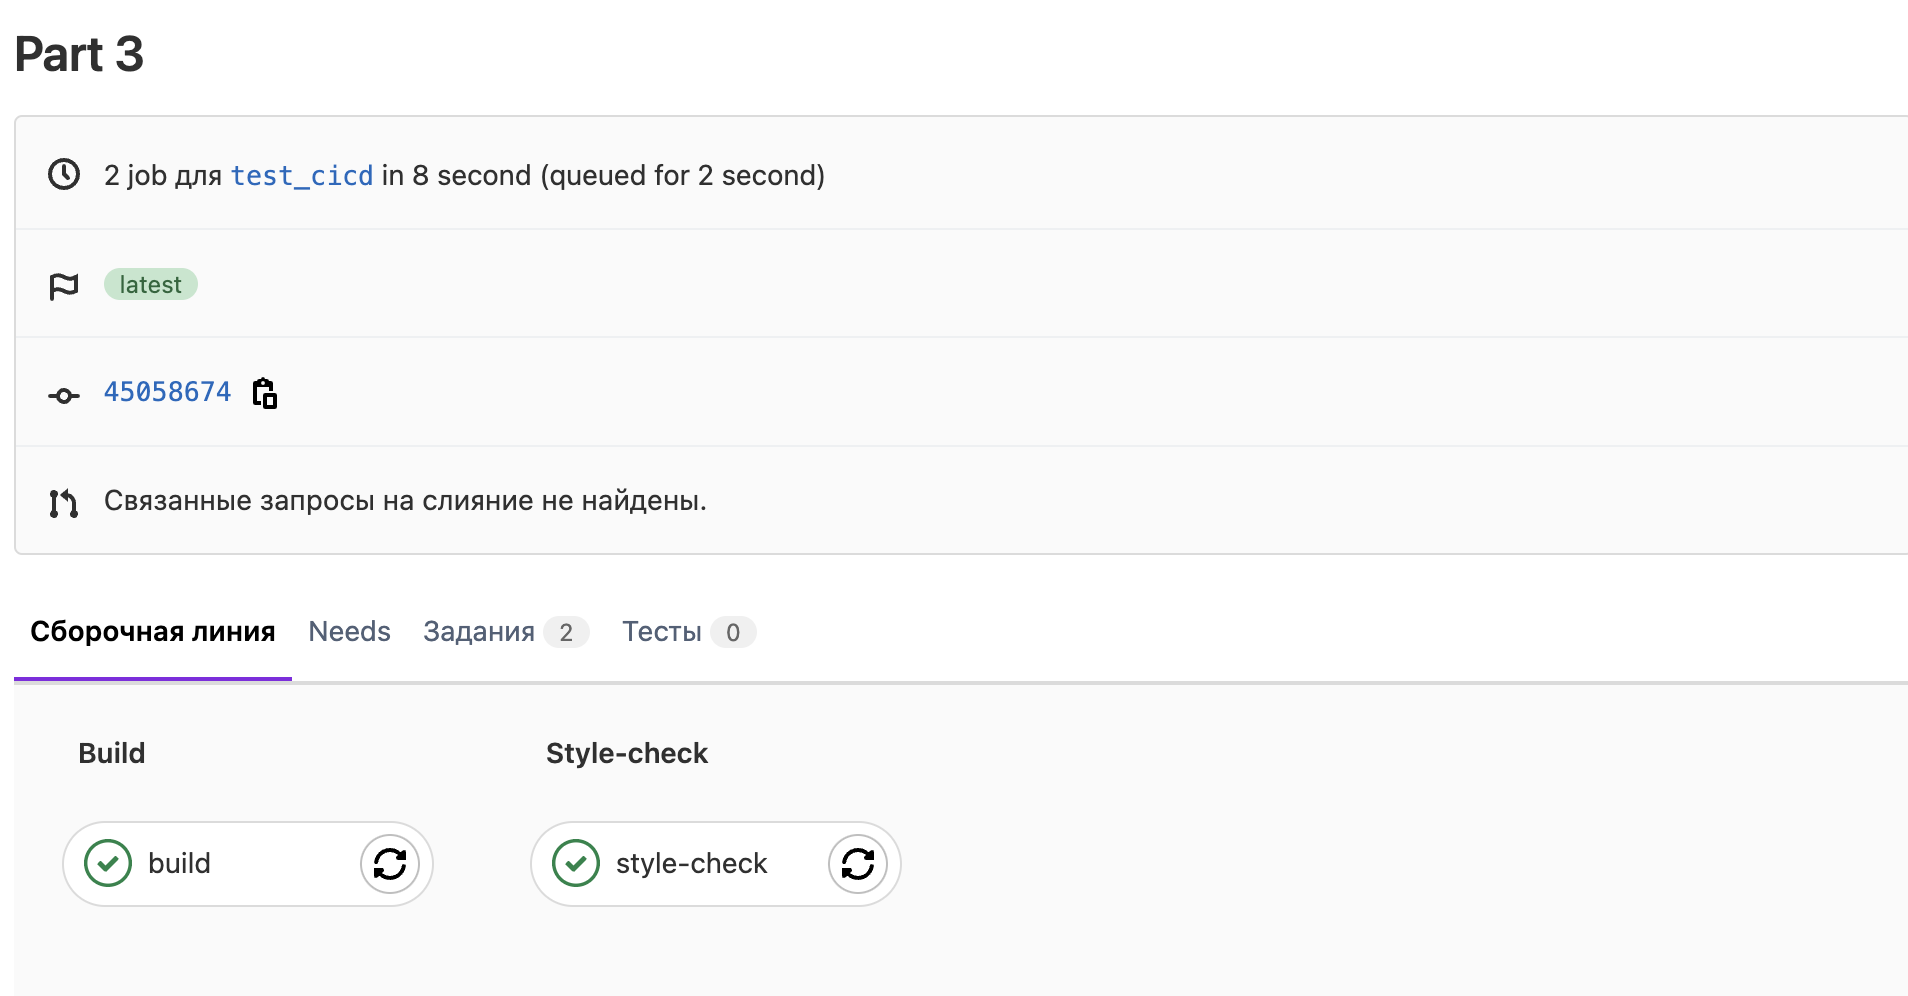 Part 3
2 job для test_cicd in 8 second (queued for 2 second)
latest
45058674
Связанные запросы на слияние не найдены.
Сборочная линия Needs Задания 2 Тесты 0
Build Style-check
build style-check